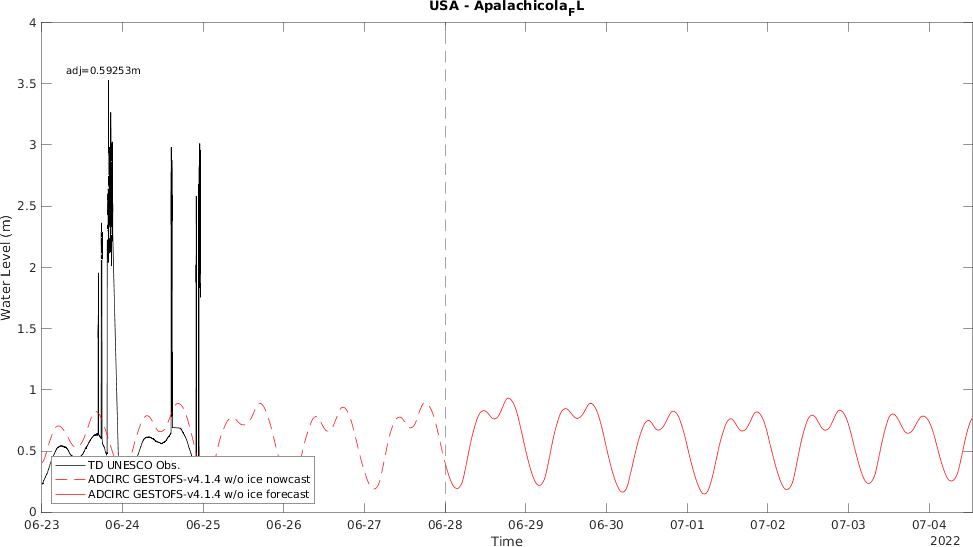 USA - Apalachicola_FL
4
adj=0.59253m
3.5
3
2.5
2
1.5
1
0.5
0
Water Level (m)
TD UNESCO Obs.
ADCIRC GESTOFS-v4.1.4 w/o ice nowcast
ADCIRC GESTOFS-v4.1.4 w/o ice forecast
06-23 06-24 06-25 06-26 06-27 06-28 06-29 06-30 07-01 07-02 07-03 07-04
Time
2022